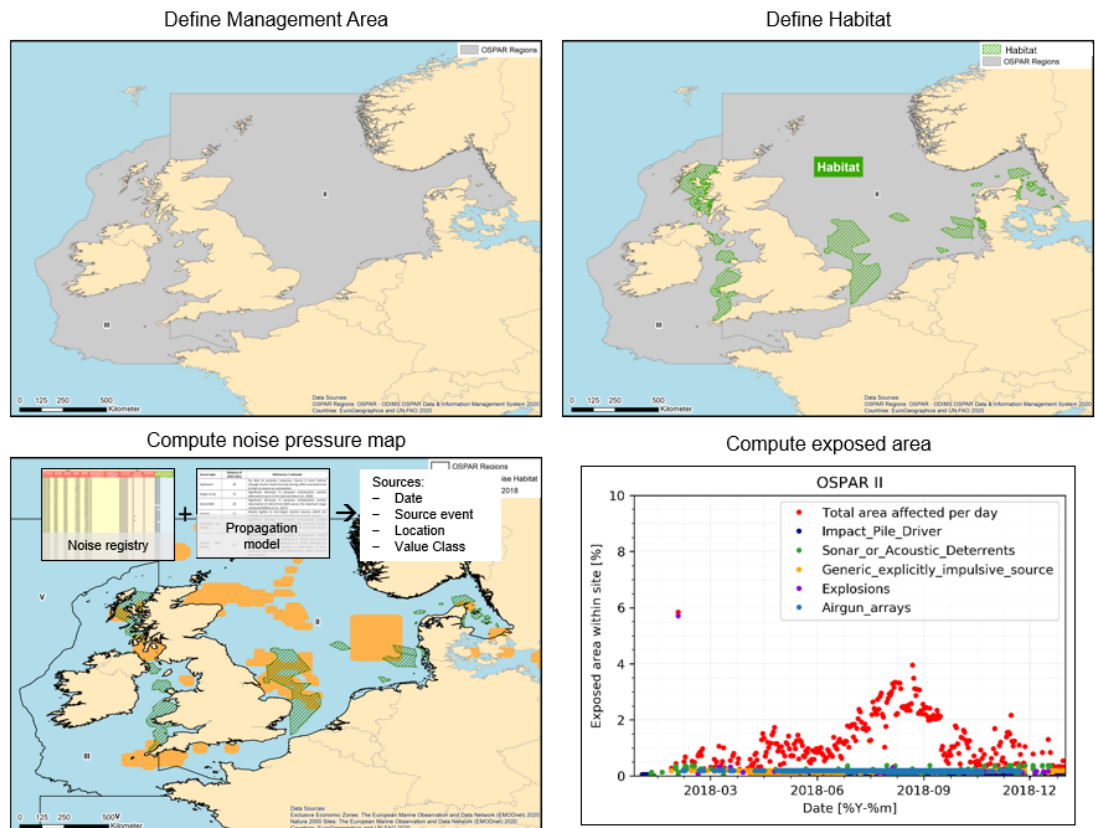 Define Management Area
OSPAR Regions
II
III
0 125 250 500
Kilometer
Data Sources
OSPAR Regions: OSPAR - ODIMS OSPAR Data & Information Management System 2020
Countries: EuroGeographics and UN-FAO 2020
Define Habitat
Habitat
OSPAR Regions
Habitat
II
III
0 125 250 500
Kilometer
Data Sources
OSPAR Regions: OSPAR - ODIMS OSPAR Data & Information Management System 2020
Countries: EuroGeographics and UN-FAO 2020
Compute noise pressure map
OSPAR Regions
ise Habitat
2018
Noise registry
+
Propagation
model
Sources:
– Date
– Source event
– Location
– Value Class
V
II
III
0 125 250 500
V
Kilometer
Data Sources
Exclusive Economic Zones: The European Marine Observation and Data Network (EMODnet) 2020
Natura 2000 Sites: The European Marine Observation and Data Network (EMODnet) 2020
Compute exposed area
OSPAR II
Exposed area within site [%]
10
8
6
4
2
0
Total area affected per day
Impact_Pile_Driver
Sonar_or_Acoustic_Deterrents
Generic_explicitly_impulsive_source
Explosions
Airgun_arrays
2018-03 2018-06 2018-09 2018-12
Date [%Y-%m]